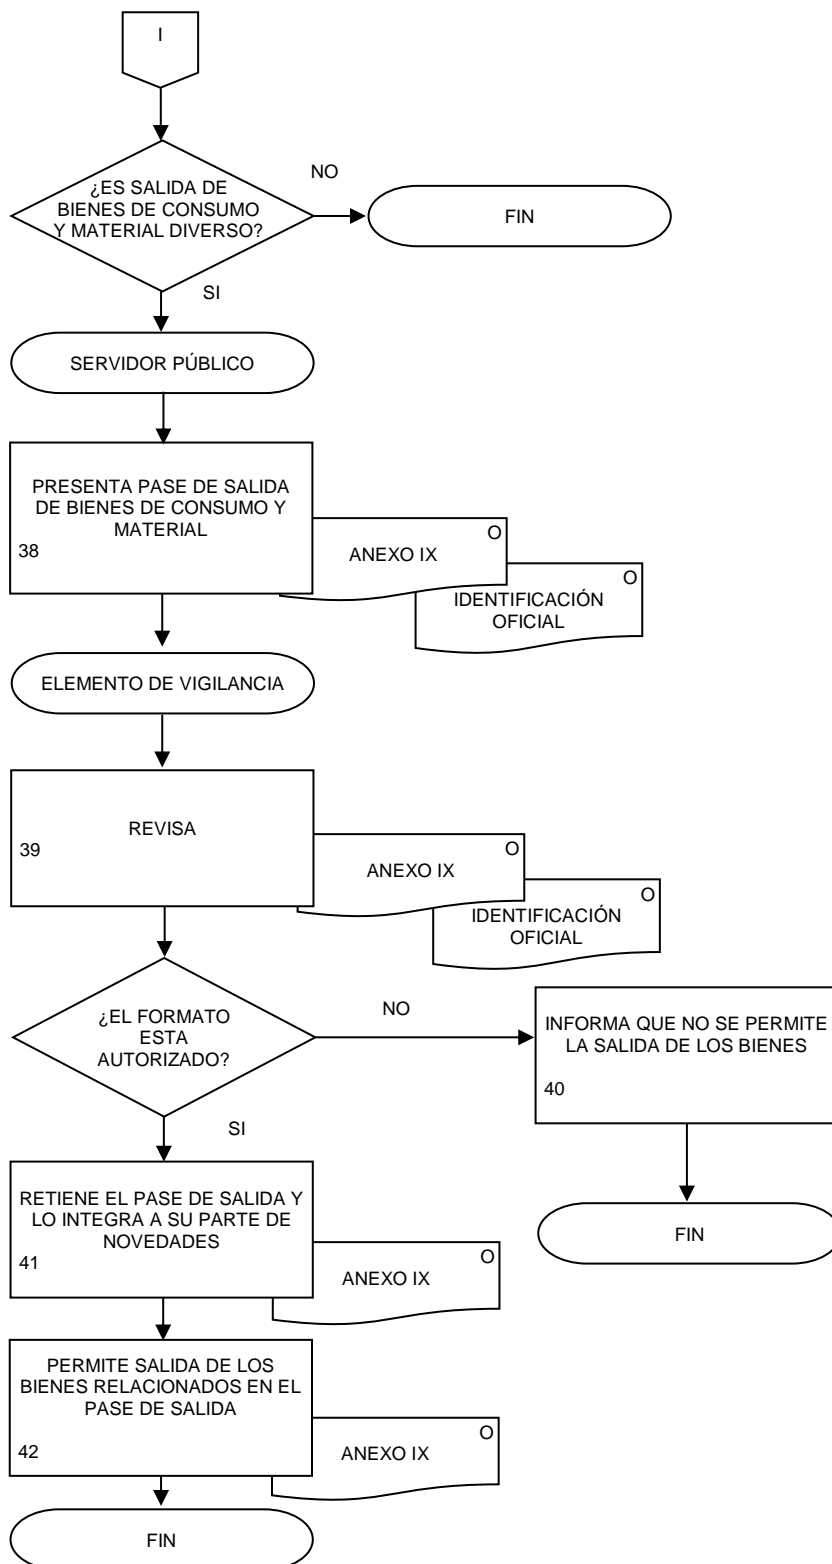 I
¿ES SALIDA DE
BIENES DE CONSUMO
Y MATERIAL DIVERSO?
NO
FIN
SI
SERVIDOR PÚBLICO
PRESENTA PASE DE SALIDA
DE BIENES DE CONSUMO Y
MATERIAL
38
O
ANEXO IX
O
IDENTIFICACIÓN
OFICIAL
ELEMENTO DE VIGILANCIA
REVISA
39
O
ANEXO IX
O
IDENTIFICACIÓN
OFICIAL
¿EL FORMATO
ESTA
AUTORIZADO?
NO
INFORMA QUE NO SE PERMITE
LA SALIDA DE LOS BIENES
40
FIN
SI
RETIENE EL PASE DE SALIDA Y
LO INTEGRA A SU PARTE DE
NOVEDADES
41
O
ANEXO IX
PERMITE SALIDA DE LOS
BIENES RELACIONADOS EN EL
PASE DE SALIDA
42
O
ANEXO IX
FIN